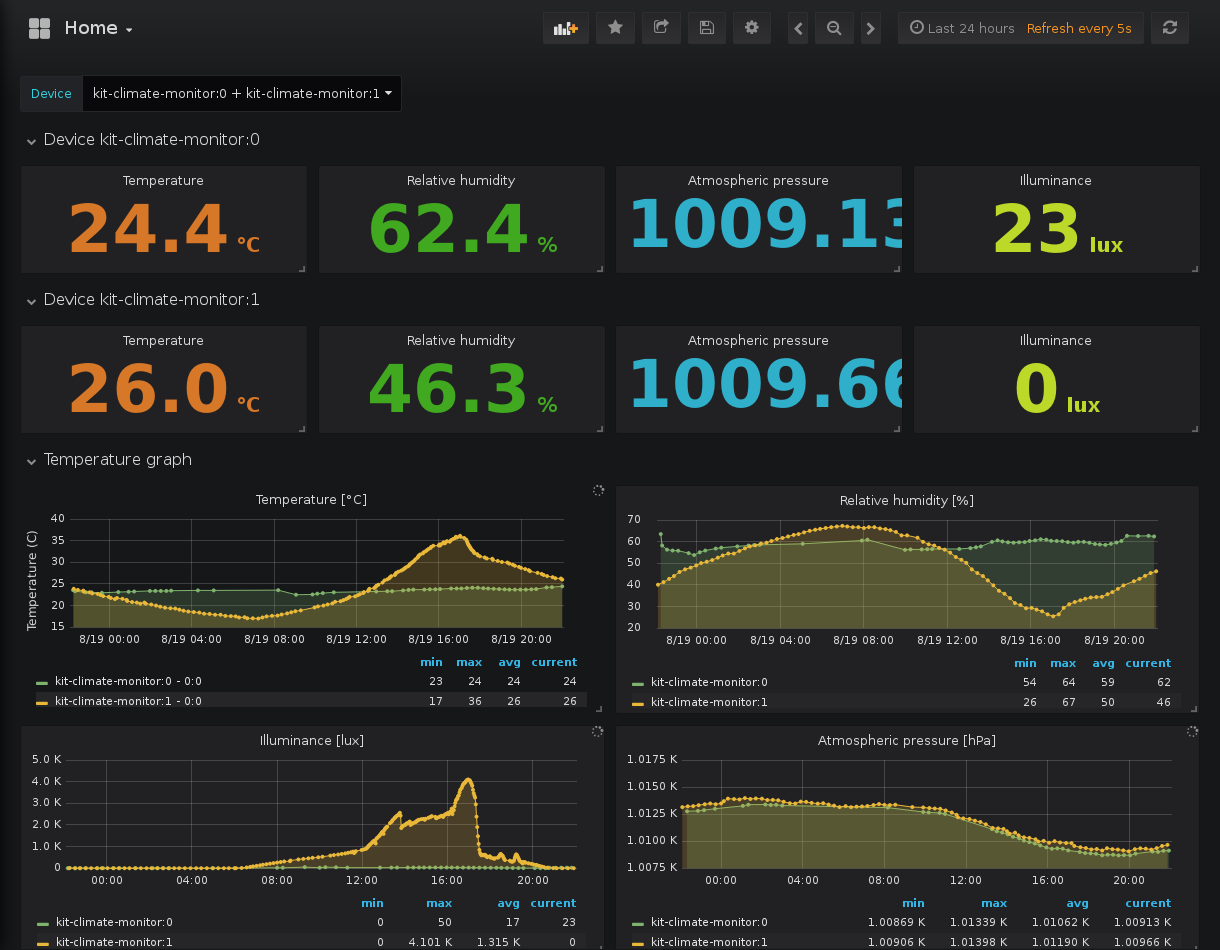 Home
Last 24 hours Refresh every 5s
Device kit-climate-monitor:0 + kit-climate-monitor:1
Device kit-climate-monitor:0
Temperature Relative humidity Atmospheric pressure Illuminance
24.4 °C 62.4 % 1009.13 23 lux
Device kit-climate-monitor:1
Temperature Relative humidity Atmospheric pressure Illuminance
26.0 °C 46.3 % 1009.66 0 lux
Temperature graph
Temperature [°C]
Temperature (C)
40
35
30
25
20
15
8/19 00:00 8/19 04:00 8/19 08:00 8/19 12:00 8/19 16:00 8/19 20:00
min max avg current
kit-climate-monitor:0 - 0:0 23 24 24 24
kit-climate-monitor:1 - 0:0 17 36 26 26
Relative humidity [%]
70
60
50
40
30
20
8/19 00:00 8/19 04:00 8/19 08:00 8/19 12:00 8/19 16:00 8/19 20:00
min max avg current
kit-climate-monitor:0 54 64 59 62
kit-climate-monitor:1 26 67 50 46
Illuminance [lux]
5.0 K
4.0 K
3.0 K
2.0 K
1.0 K
0
00:00 04:00 08:00 12:00 16:00 20:00
min max avg current
kit-climate-monitor:0 0 50 17 23
kit-climate-monitor:1 0 4.101 K 1.315 K 0
Atmospheric pressure [hPa]
1.0175 K
1.0150 K
1.0125 K
1.0100 K
1.0075 K
00:00 04:00 08:00 12:00 16:00 20:00
min max avg current
kit-climate-monitor:0 1.00869 K 1.01339 K 1.01062 K 1.00913 K
kit-climate-monitor:1 1.00906 K 1.01398 K 1.01190 K 1.00966 K